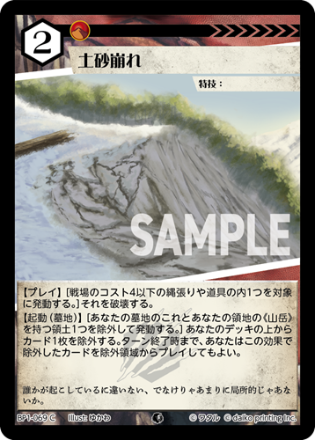 2
土砂崩れ
特技：
SAMPLE
【プレイ】[戦場のコスト4以下の縄張りや道具の内1つを対象
に発動する。]それを破壊する。
【起動（墓地）】[あなたの墓地のこれとあなたの領地の〈山岳〉
を持つ領土1つを除外して発動する。]あなたのデッキの上から
カード1枚を除外する。ターン終了時まで、あなたはこの効果で
除外したカードを除外領域からプレイしてもよい。
誰かが起こしているに違いない、でなけりゃあまりに局所的じゃあな
いか。
BP1-069 C Illust: ゆかわ © ワタル © daiko printing inc.